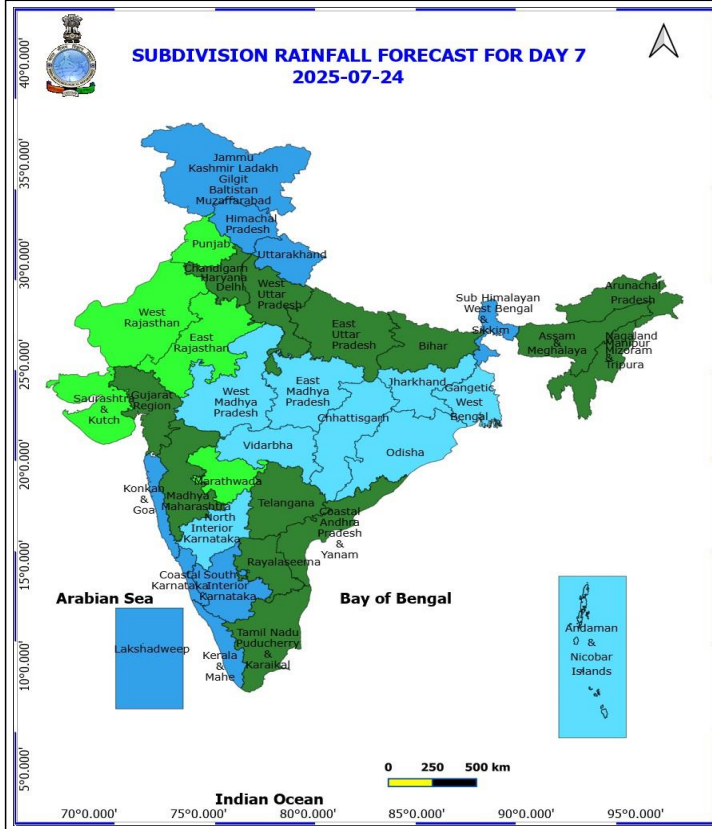 SUBDIVISION RAINFALL FORECAST FOR DAY 7
2025-07-24
40°0.000'
35°0.000'
30°0.000'
25°0.000'
20°0.000'
15°0.000'
10°0.000'
5°0.000'
Jammu
Kashmir Ladakh
Gilgit
Baltistan
Muzaffarabad
Himachal
Pradesh
Punjab
Uttarakhand
Chandigarh
Haryana
Delhi
West
Uttar
Pradesh
West
Rajasthan
East
Rajasthan
East
Uttar
Pradesh
Bihar
Sub Himalayan
West Bengal
&
Sikkim
Arunachal
Pradesh
Assam
&
Meghalaya
Nagaland
Manipur
Mizoram
&
Tripura
Saurashtra
&
Kutch
Gujarat
Region
West
Madhya
Pradesh
East
Madhya
Pradesh
Jharkhand
Gangetic
West
Bengal
Chhattisgarh
Vidarbha
Odisha
Konkan
&
Goa
Madhya
Maharashtra
Marathwada
Telangana
North
Interior
Karnataka
Coastal
Andhra
Pradesh
&
Yanam
Rayalaseema
Coastal
Karnataka
South
Interior
Karnataka
Arabian Sea
Bay of Bengal
Lakshadweep
Kerala
&
Mahe
Tamil Nadu
Puducherry
&
Karaikal
Andaman
&
Nicobar
Islands
0 250 500 km
Indian Ocean
70°0.000' 75°0.000' 80°0.000' 85°0.000' 90°0.000' 95°0.000'